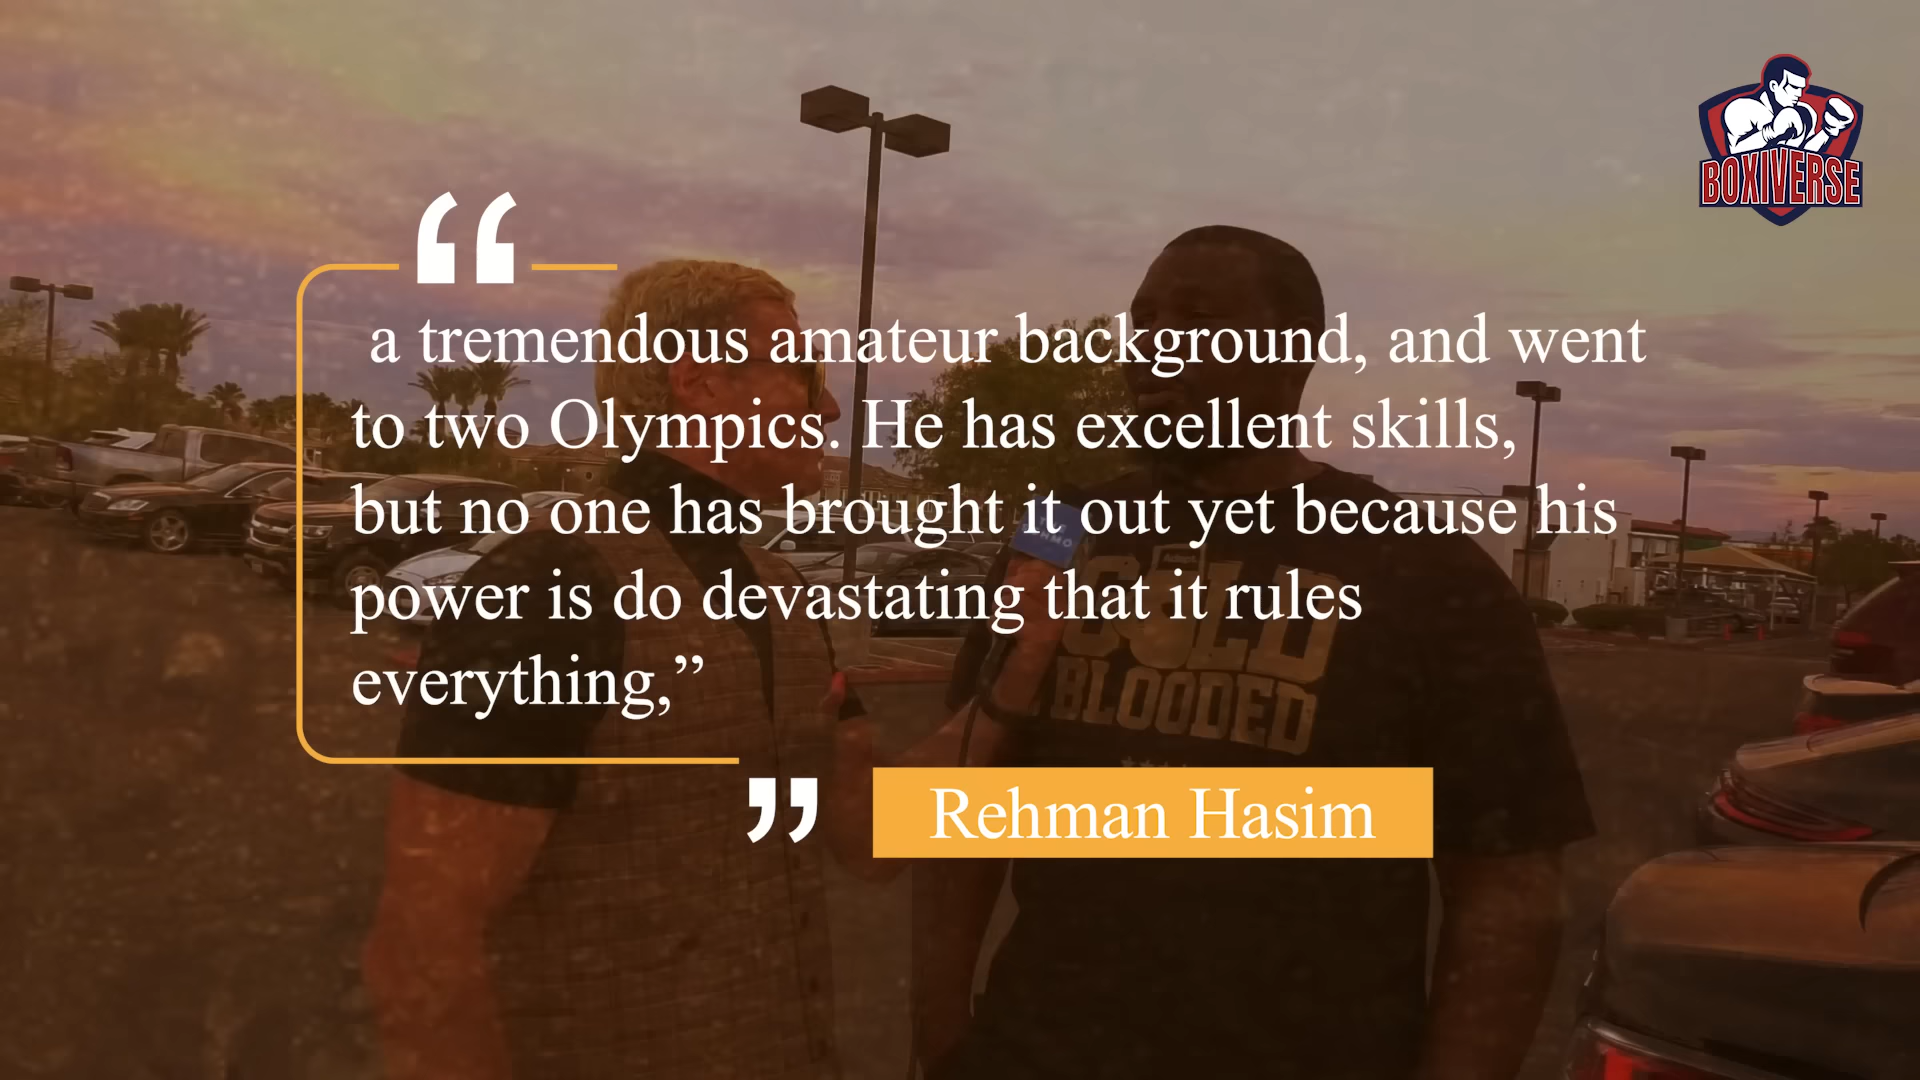 BOXIVERSE
“
a tremendous amateur background, and went
to two Olympics. He has excellent skills,
but no one has brought it out yet because his
power is do devastating that it rules
everything,”
”
Rehman Hasim
BLOODED